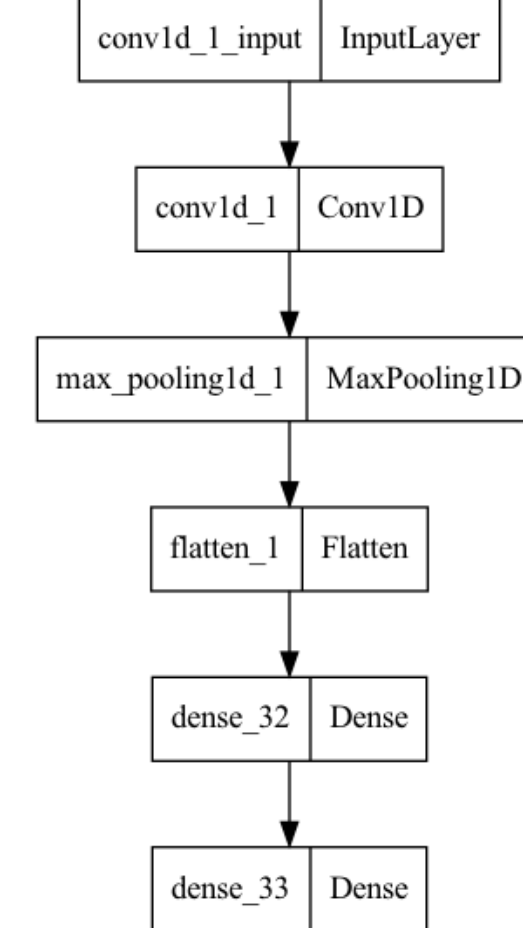 conv1d_1_input InputLayer
conv1d_1 Conv1D
max_pooling1d_1 MaxPooling1D
flatten_1 Flatten
dense_32 Dense
dense_33 Dense